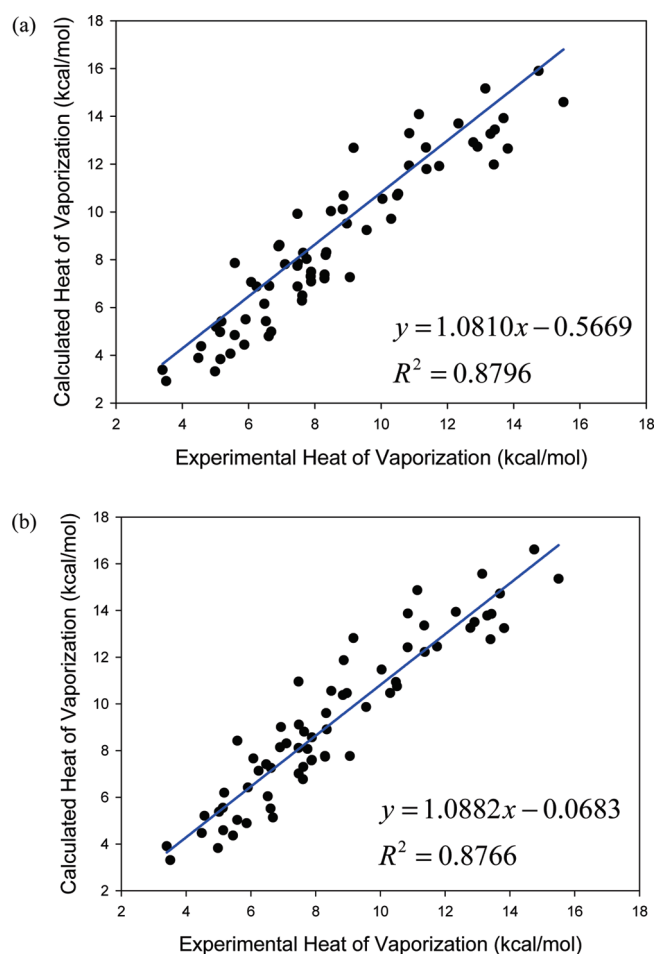 (a)
Calculated Heat of Vaporization (kcal/mol)
18
16
14
12
10
8
6
4
2
y = 1.0810x − 0.5669
R² = 0.8796
2 4 6 8 10 12 14 16 18
Experimental Heat of Vaporization (kcal/mol)
(b)
Calculated Heat of Vaporization (kcal/mol)
18
16
14
12
10
8
6
4
2
y = 1.0882x − 0.0683
R² = 0.8766
2 4 6 8 10 12 14 16 18
Experimental Heat of Vaporization (kcal/mol)